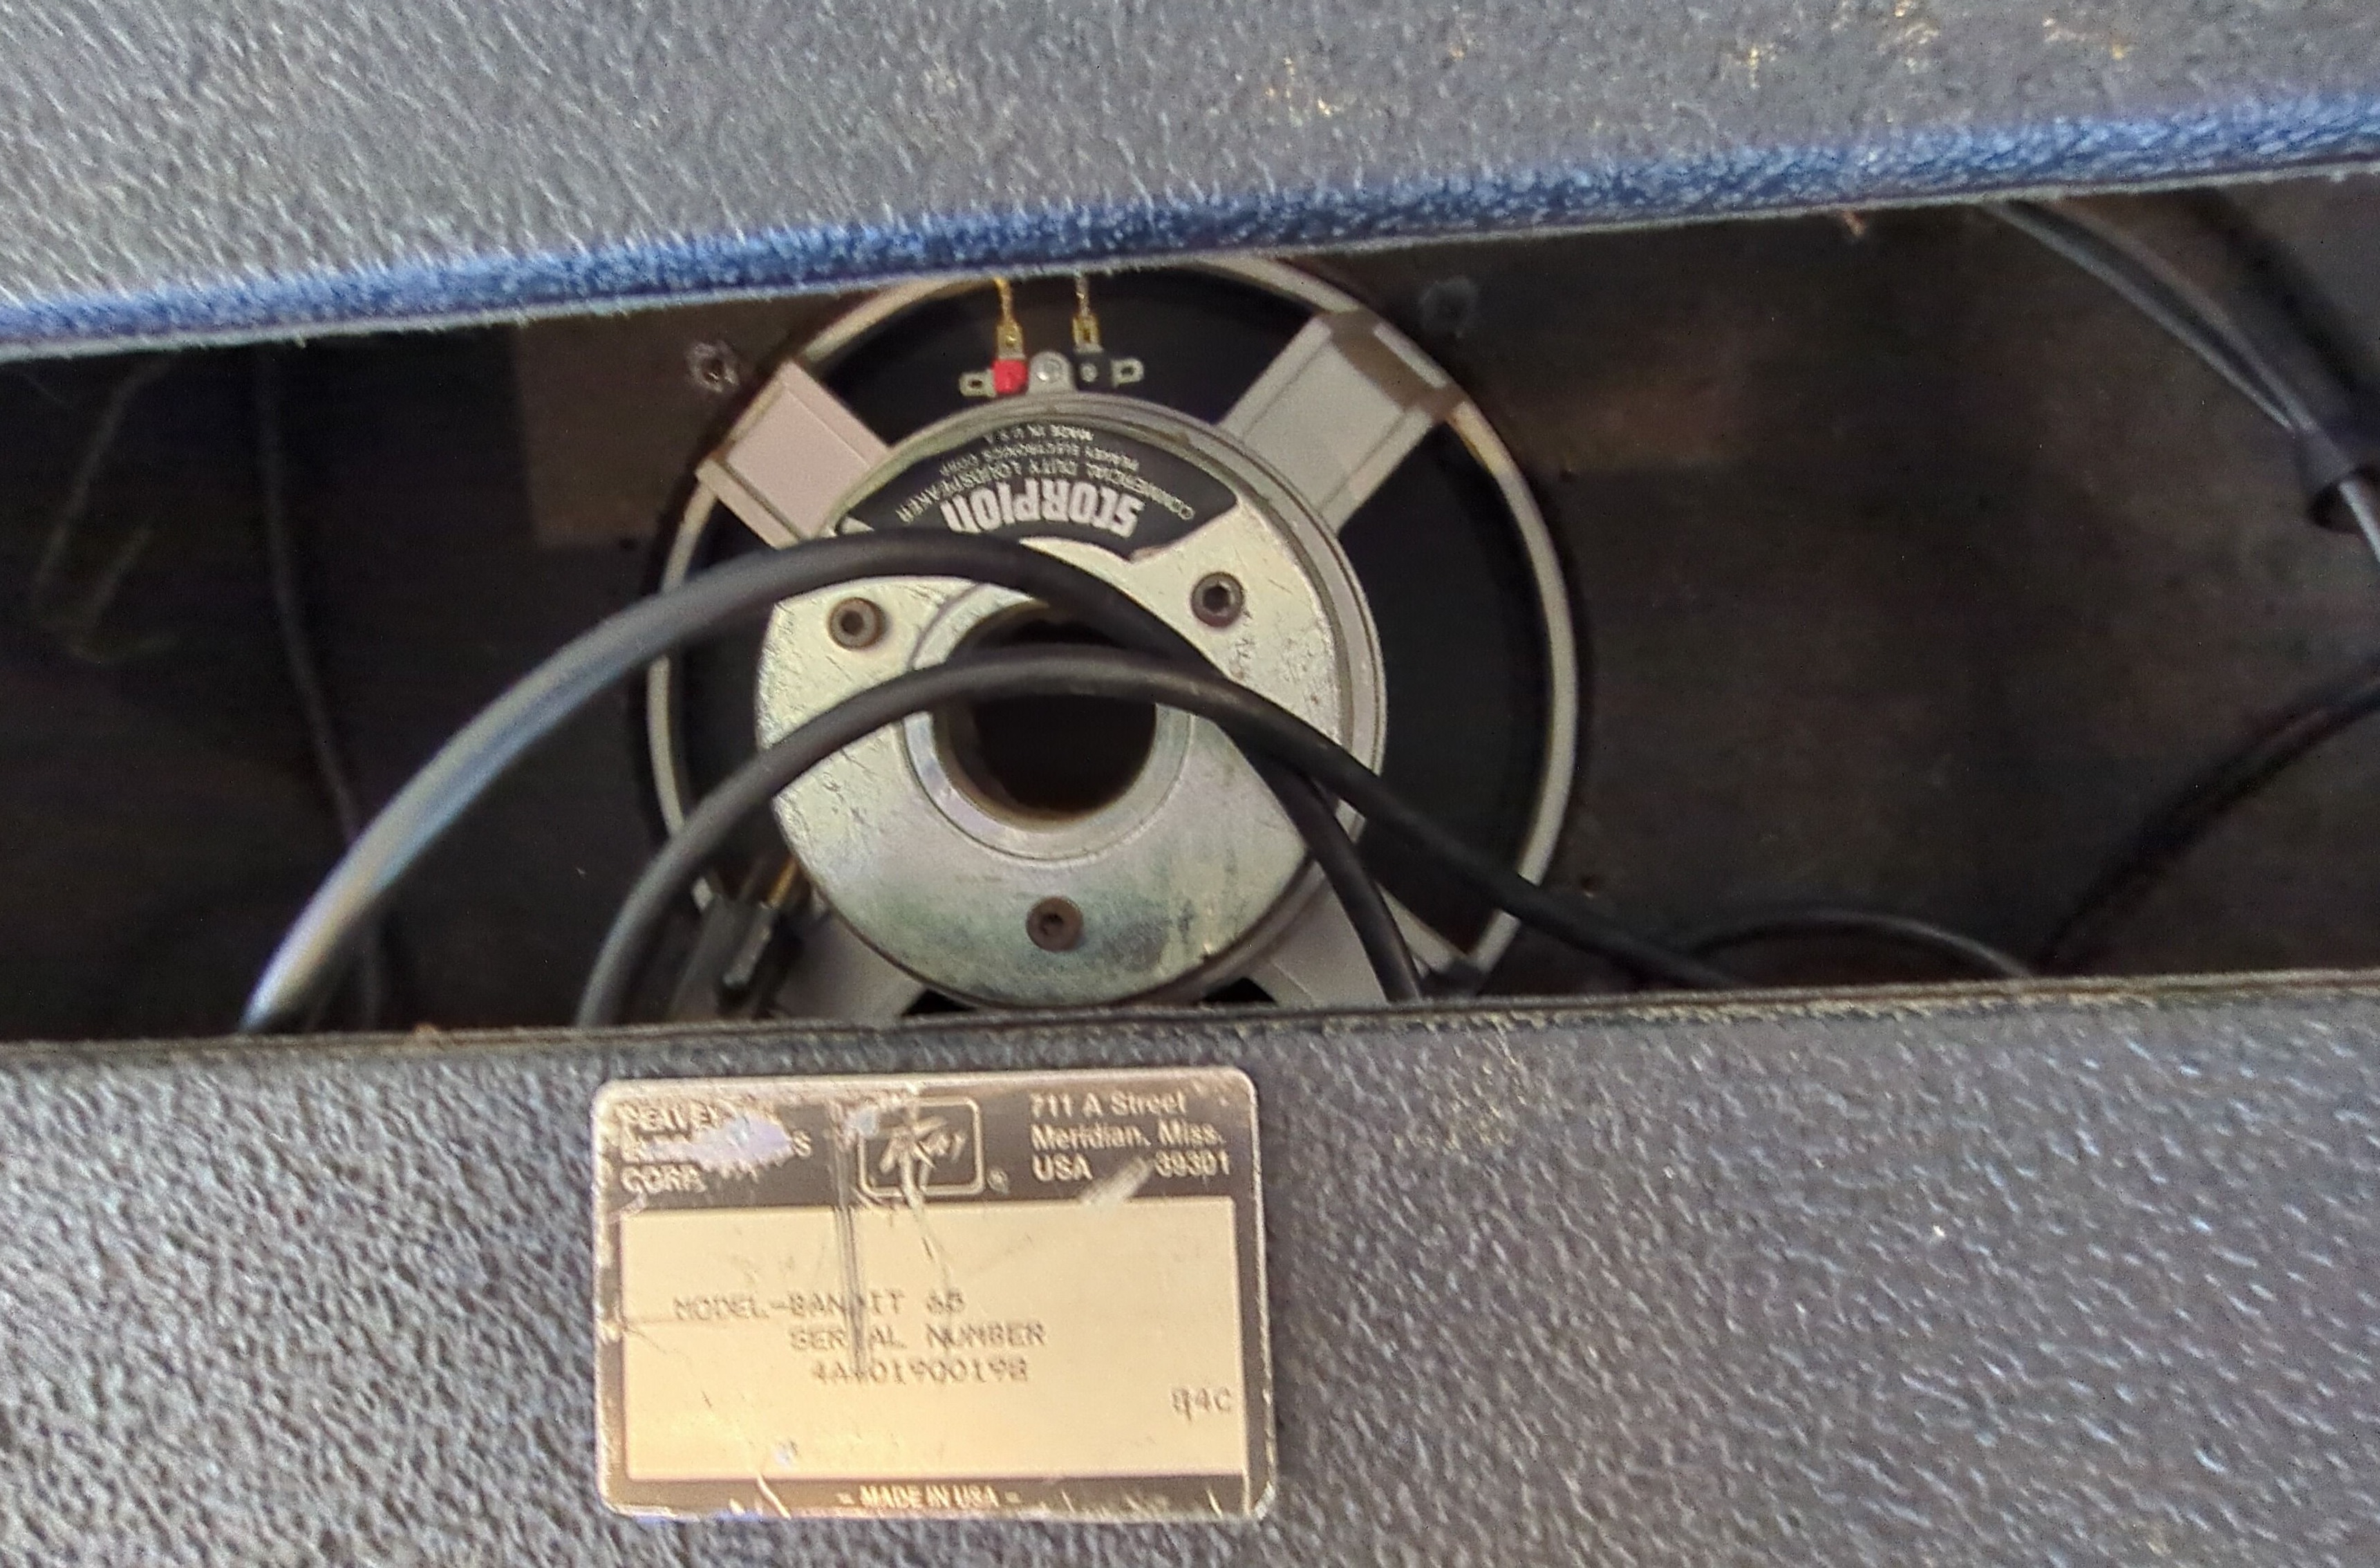 SCORPION
COMMERCIAL DUTY LOUDSPEAKER
PEAVEY ELECTRONICS CORP.
MADE IN U.S.A.
PEAVEY
CORP.
711 A Street
Meridian, Miss.
USA 39301
®
MODEL-BANDIT 65
SERIAL NUMBER
84C
- MADE IN USA -